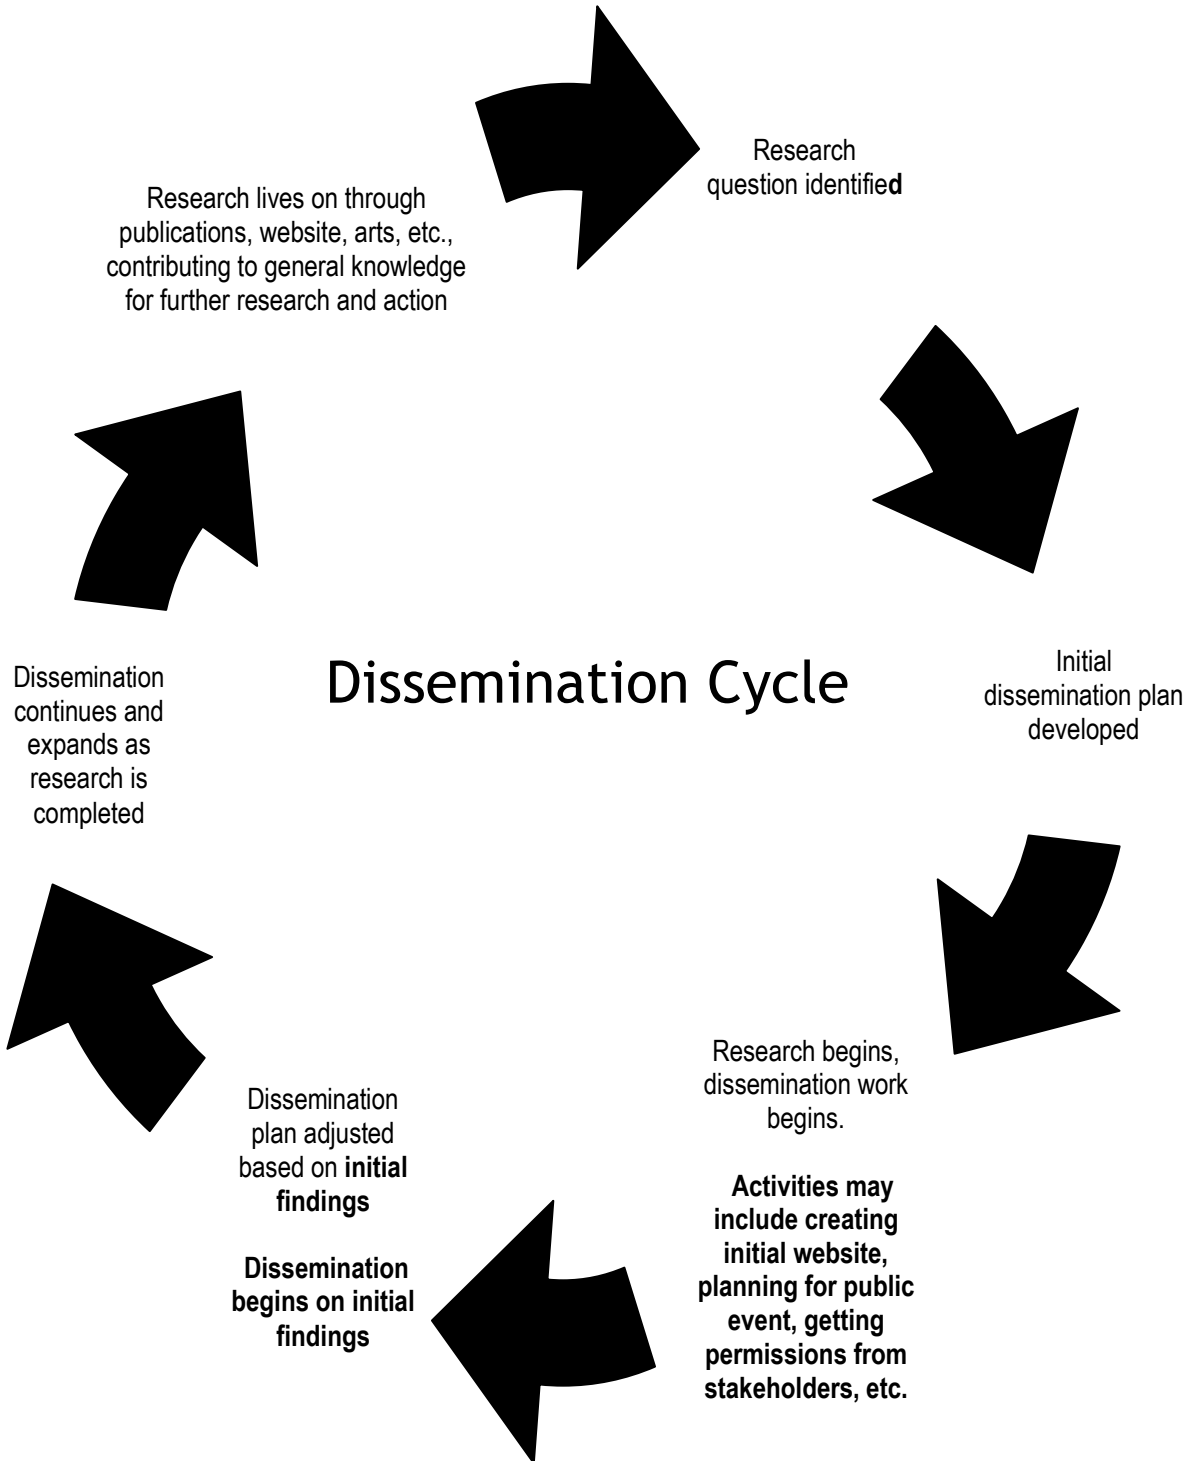 Research
question identified
Research lives on through
publications, website, arts, etc.,
contributing to general knowledge
for further research and action
Dissemination Cycle
Initial
dissemination plan
developed
Dissemination
continues and
expands as
research is
completed
Research begins,
dissemination work
begins.
Activities may
include creating
initial website,
planning for public
event, getting
permissions from
stakeholders, etc.
Dissemination
plan adjusted
based on initial
findings
Dissemination
begins on initial
findings